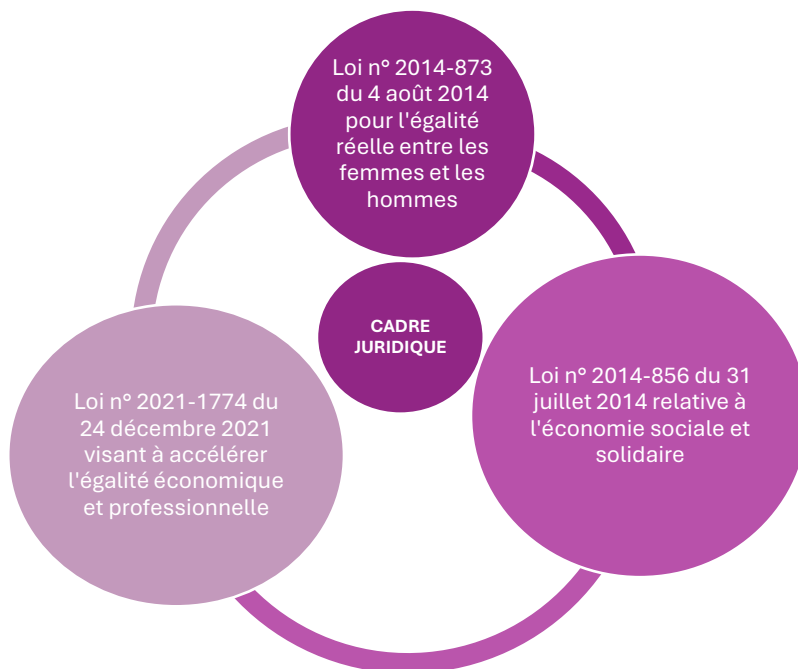 Loi n° 2014-873
du 4 août 2014
pour l'égalité
réelle entre les
femmes et les
hommes
CADRE
JURIDIQUE
Loi n° 2014-856 du 31
juillet 2014 relative à
l'économie sociale et
solidaire
Loi n° 2021-1774 du
24 décembre 2021
visant à accélérer
l'égalité économique
et professionnelle